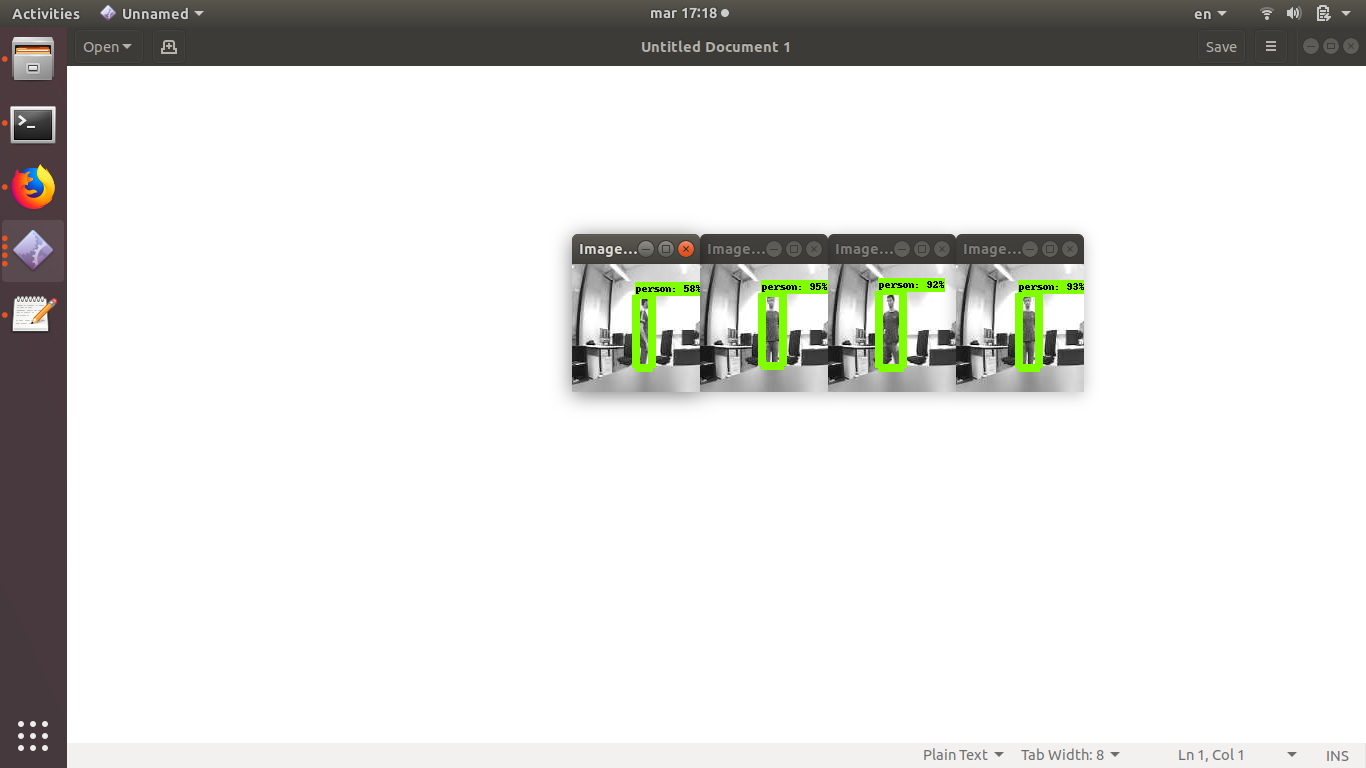 Activities Unnamed mar 17:18 en
Open Untitled Document 1 Save
Image... Image... Image... Image...
person: 58% person: 95% person: 92% person: 93%
Plain Text Tab Width: 8 Ln 1, Col 1 INS